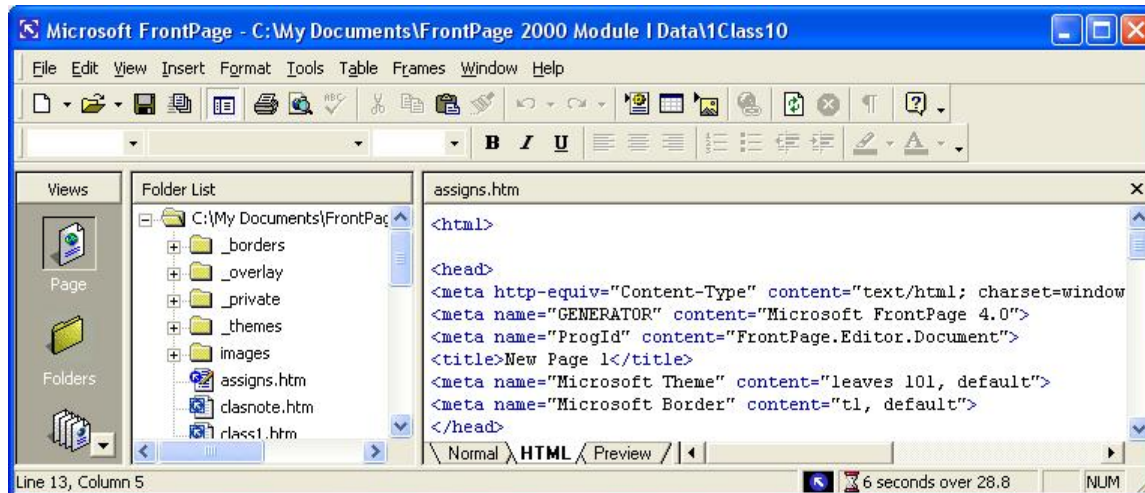 Microsoft FrontPage - C:\My Documents\FrontPage 2000 Module I Data\1Class10
File Edit View Insert Format Tools Table Frames Window Help
B I U A
Views
Page
Folders
Folder List
C:\My Documents\FrontPag
_borders
_overlay
_private
_themes
images
assigns.htm
clasnote.htm
class1.htm
assigns.htm
<html>
<head>
<meta http-equiv="Content-Type" content="text/html; charset=window
<meta name="GENERATOR" content="Microsoft FrontPage 4.0">
<meta name="ProgId" content="FrontPage.Editor.Document">
<title>New Page 1</title>
<meta name="Microsoft Theme" content="leaves 101, default">
<meta name="Microsoft Border" content="tl, default">
</head>
Normal HTML Preview
Line 13, Column 5
6 seconds over 28.8 NUM